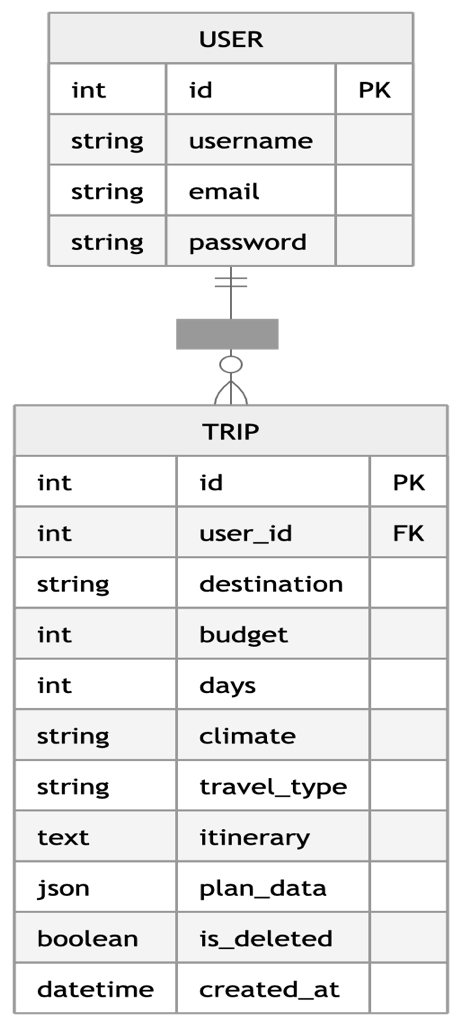 USER
int id PK
string username
string email
string password
TRIP
int id PK
int user_id FK
string destination
int budget
int days
string climate
string travel_type
text itinerary
json plan_data
boolean is_deleted
datetime created_at